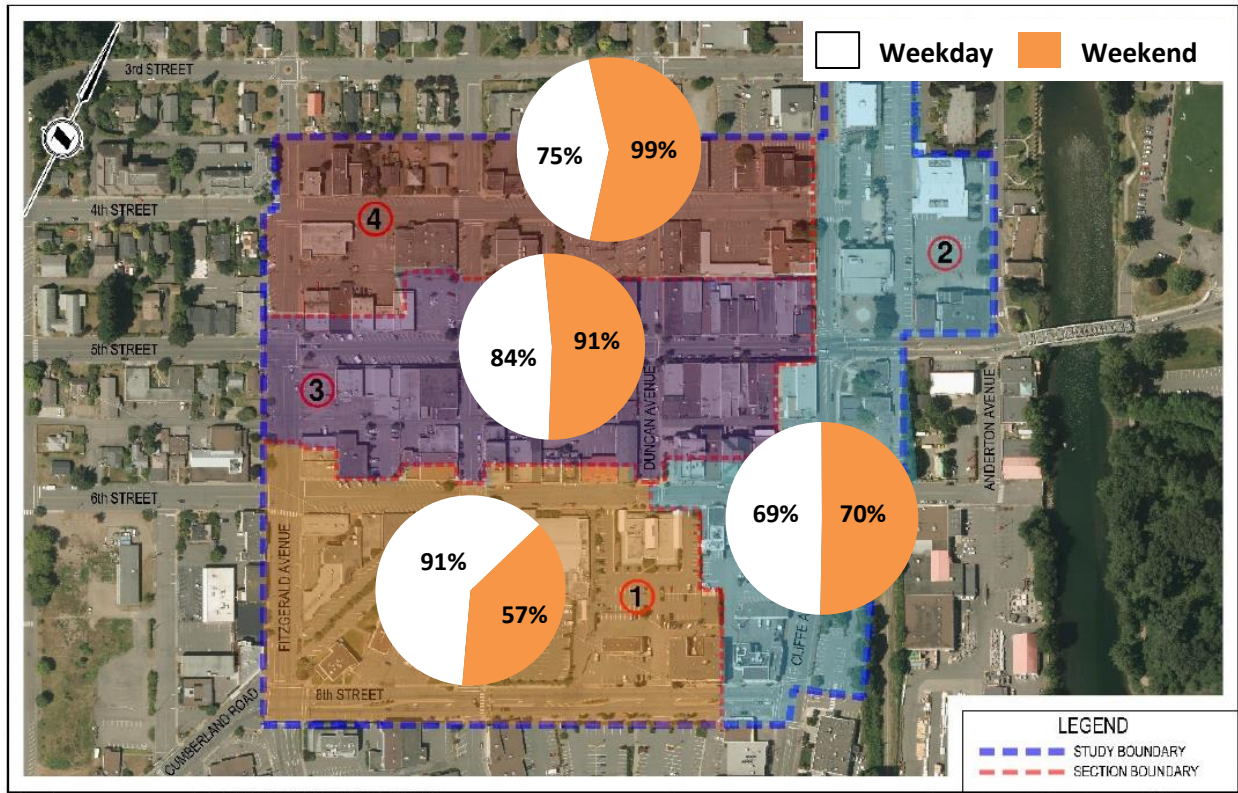 Weekday
Weekend
3rd STREET
75%
99%
4th STREET
4
2
84%
91%
5th STREET
3
DUNCAN AVENUE
ANDERTON AVENUE
6th STREET
69%
70%
91%
57%
1
FITZGERALD AVENUE
CLIFFE A
8th STREET
CUMBERLAND ROAD
LEGEND
STUDY BOUNDARY
SECTION BOUNDARY